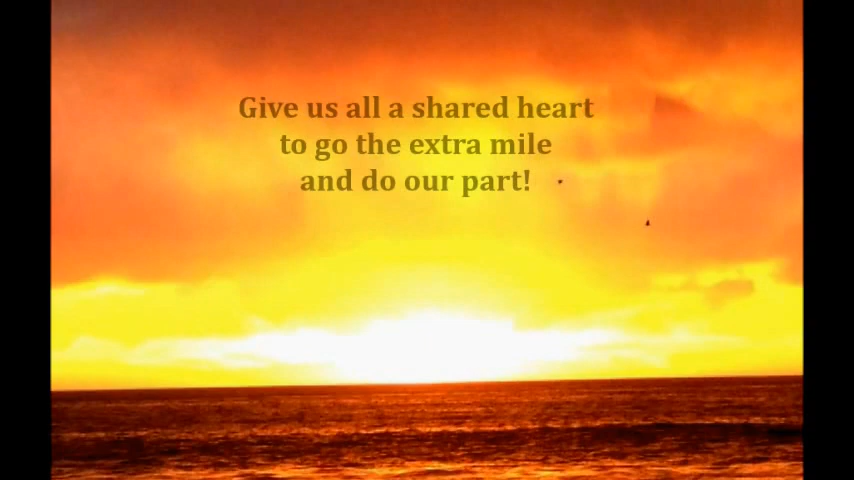 Give us all a shared heart
to go the extra mile
and do our part!